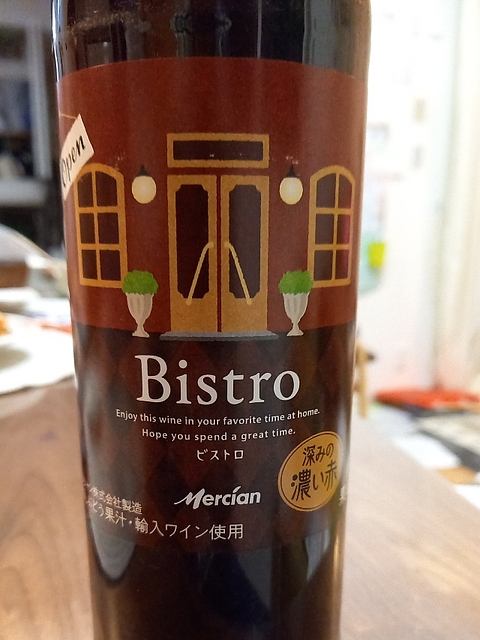 Open
Bistro
Enjoy this wine in your favorite time at home.
Hope you spend a great time.
ビストロ
深みの
濃い赤
Mercian
株式会社製造
どう果汁・輸入ワイン使用